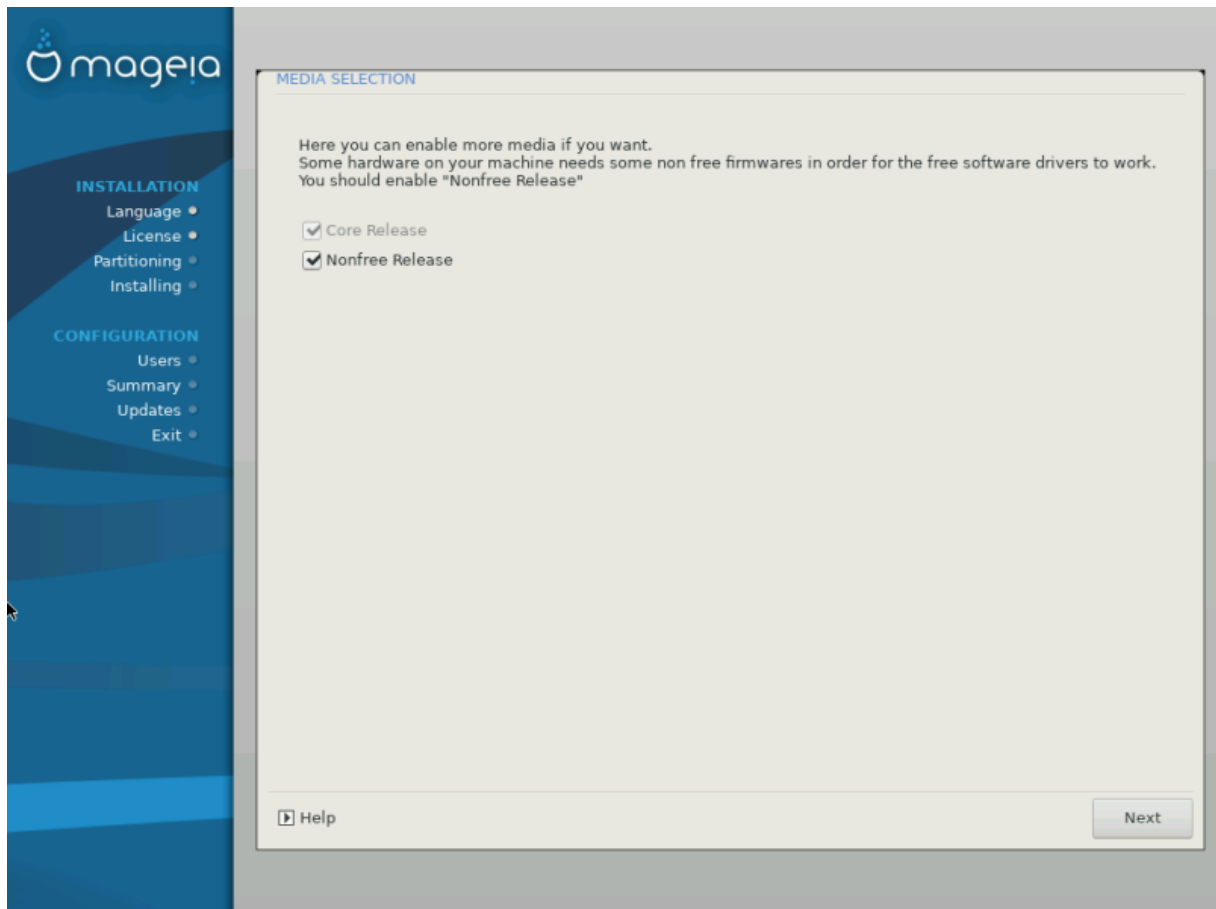 mageia
INSTALLATION
Language
License
Partitioning
Installing
CONFIGURATION
Users
Summary
Updates
Exit
MEDIA SELECTION
Here you can enable more media if you want.
Some hardware on your machine needs some non free firmwares in order for the free software drivers to work.
You should enable "Nonfree Release"
Core Release
Nonfree Release
Help
Next